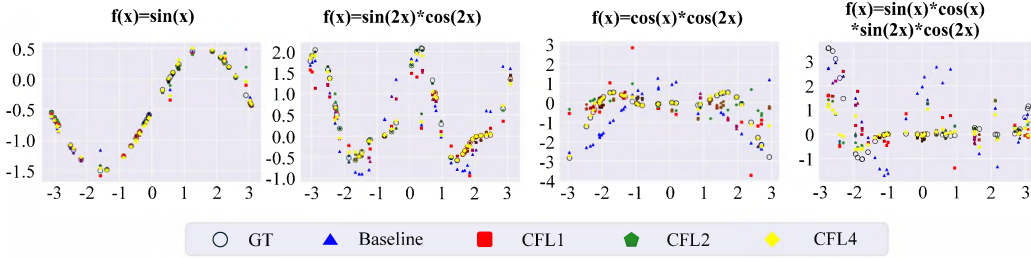 f(x)=sin(x)
f(x)=sin(2x)*cos(2x)
f(x)=cos(x)*cos(2x)
f(x)=sin(x)*cos(x)
*sin(2x)*cos(2x)
0.5
0.0
-0.5
-1.0
-1.5
-3 -2 -1 0 1 2 3
2.0
1.5
1.0
0.5
0.0
-0.5
-1.0
-3 -2 -1 0 1 2 3
3
2
1
0
-1
-2
-3
-4
-3 -2 -1 0 1 2 3
3
2
1
0
-1
-3 -2 -1 0 1 2 3
GT Baseline CFL1 CFL2 CFL4